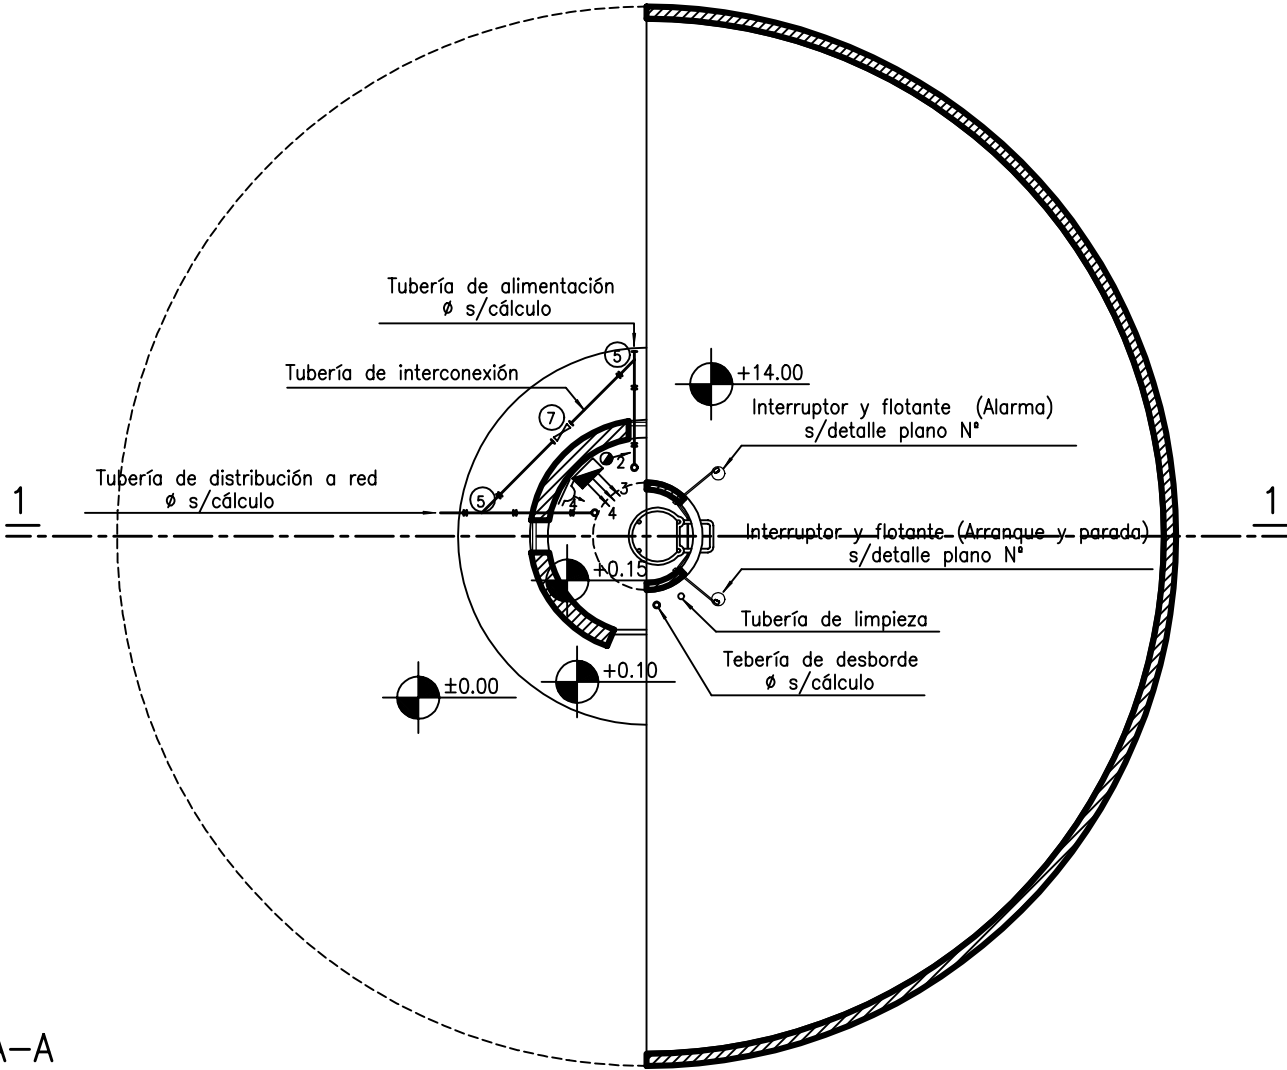 Tubería de alimentación
ø s/cálculo
5
Tubería de interconexión
+14.00
7
Interruptor y flotante (Alarma)
s/detalle plano Nº
2
Tubería de distribución a red
ø s/cálculo
5
3
4
1
1
Interruptor y flotante (Arranque y parada)
s/detalle plano Nº
+0.15
Tubería de limpieza
Tebería de desborde
ø s/cálculo
+0.10
±0.00
A-A